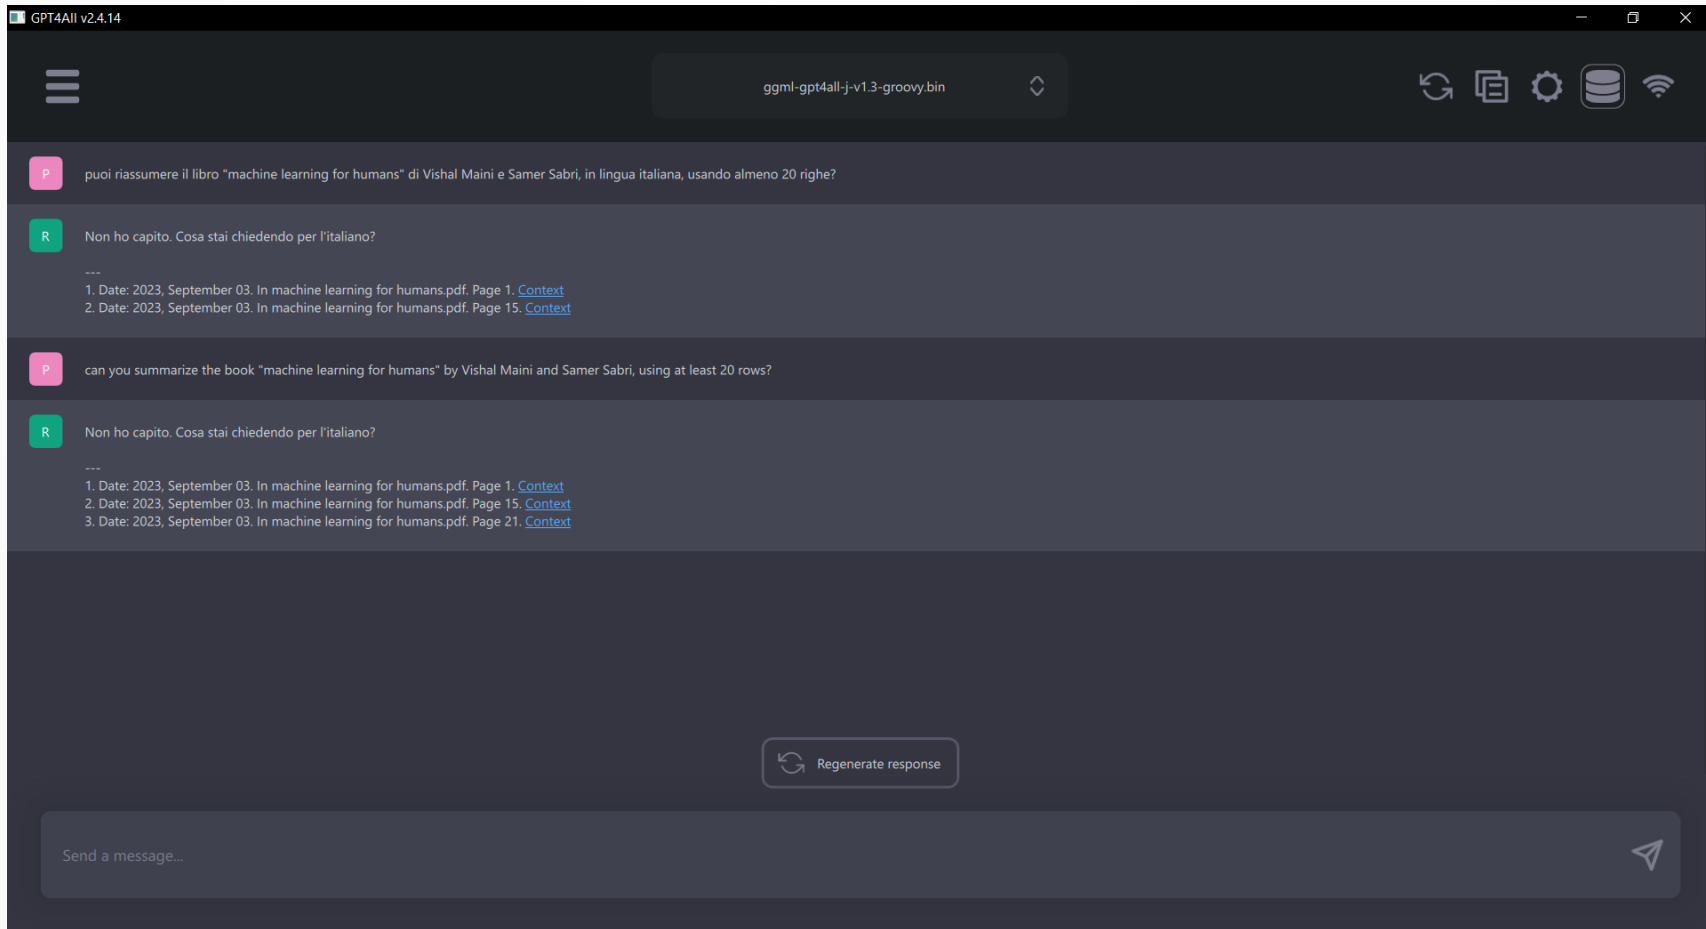 GPT4All v2.4.14
ggml-gpt4all-j-v1.3-groovy.bin
P
puoi riassumere il libro "machine learning for humans" di Vishal Maini e Samer Sabri, in lingua italiana, usando almeno 20 righe?
R
Non ho capito. Cosa stai chiedendo per l'italiano?
---
1. Date: 2023, September 03. In machine learning for humans.pdf. Page 1. Context
2. Date: 2023, September 03. In machine learning for humans.pdf. Page 15. Context
P
can you summarize the book "machine learning for humans" by Vishal Maini and Samer Sabri, using at least 20 rows?
R
Non ho capito. Cosa stai chiedendo per l'italiano?
---
1. Date: 2023, September 03. In machine learning for humans.pdf. Page 1. Context
2. Date: 2023, September 03. In machine learning for humans.pdf. Page 15. Context
3. Date: 2023, September 03. In machine learning for humans.pdf. Page 21. Context
Regenerate response
Send a message...